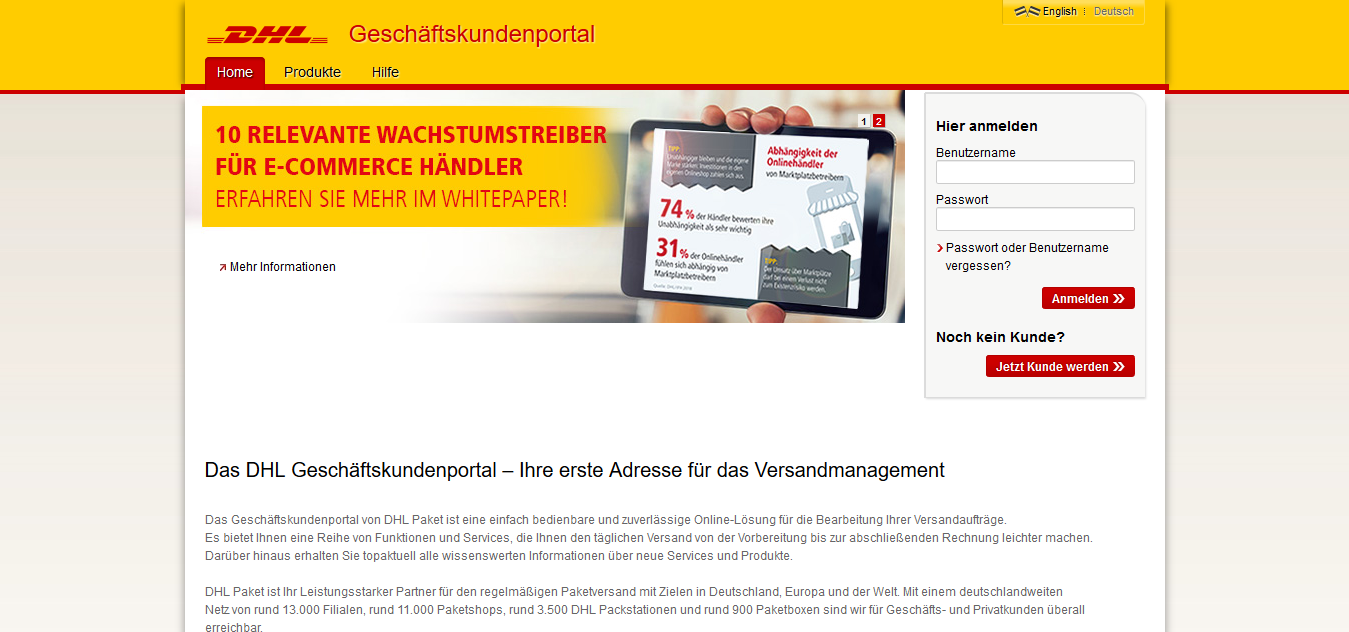 English
Deutsch
DHL
Geschäftskundenportal
Home
Produkte
Hilfe
10 RELEVANTE WACHSTUMSTREIBER
FÜR E-COMMERCE HÄNDLER
ERFAHREN SIE MEHR IM WHITEPAPER!
Mehr Informationen
1
2
TIPP:
Unabhängiger bleiben und die eigene
Marke stärken: Investitionen in den
eigenen Onlineshop zahlen sich aus.
Abhängigkeit der
Onlinehändler
von Marktplatzbetreibern
74 % der Händler bewerten ihre
Unabhängigkeit als sehr wichtig
31% der Onlinehändler
fühlen sich abhängig von
Marktplatzbetreibern
TIPP:
Der Umsatz über Marktplätze
darf bei einem Verlust nicht
zum Existenzrisiko werden.
Hier anmelden
Benutzername
Passwort
Passwort oder Benutzername
vergessen?
Anmelden
Noch kein Kunde?
Jetzt Kunde werden
Das DHL Geschäftskundenportal – Ihre erste Adresse für das Versandmanagement
Das Geschäftskundenportal von DHL Paket ist eine einfach bedienbare und zuverlässige Online-Lösung für die Bearbeitung Ihrer Versandaufträge.
Es bietet Ihnen eine Reihe von Funktionen und Services, die Ihnen den täglichen Versand von der Vorbereitung bis zur abschließenden Rechnung leichter machen.
Darüber hinaus erhalten Sie topaktuell alle wissenswerten Informationen über neue Services und Produkte.
DHL Paket ist Ihr Leistungsstarker Partner für den regelmäßigen Paketversand mit Zielen in Deutschland, Europa und der Welt. Mit einem deutschlandweiten
Netz von rund 13.000 Filialen, rund 11.000 Paketshops, rund 3.500 DHL Packstationen und rund 900 Paketboxen sind wir für Geschäfts- und Privatkunden überall
erreichbar.